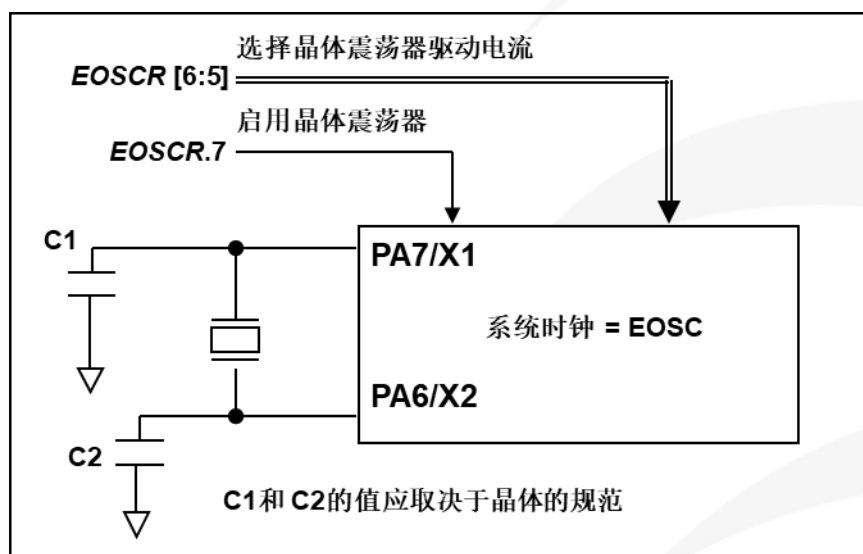 选择晶体震荡器驱动电流
EOSCR [6:5]
启用晶体震荡器
EOSCR.7
C1
PA7/X1
系统时钟 = EOSC
PA6/X2
C2
C1和 C2的值应取决于晶体的规范